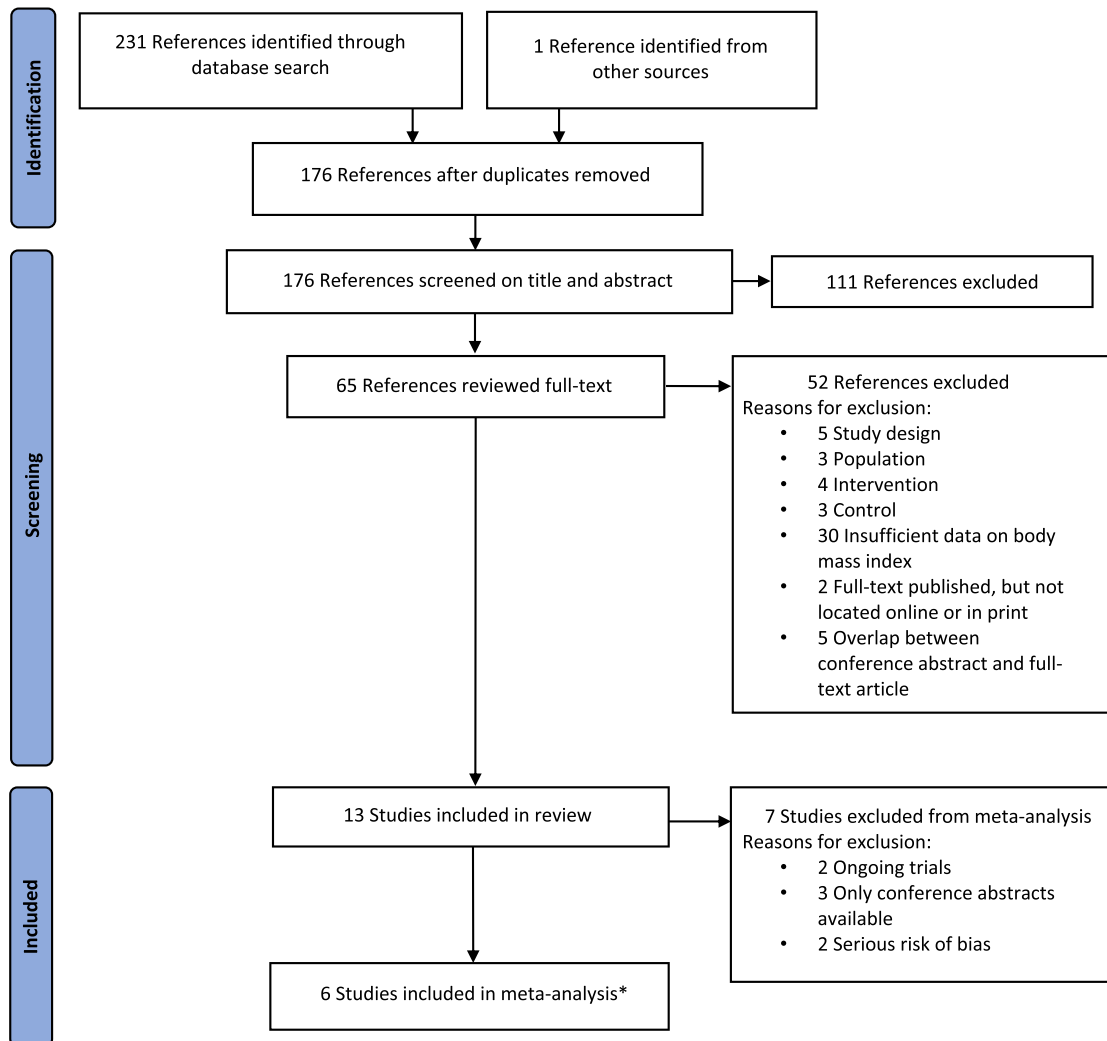 Identification
231 References identified through
database search
1 Reference identified from
other sources
176 References after duplicates removed
Screening
176 References screened on title and abstract
111 References excluded
65 References reviewed full-text
52 References excluded
Reasons for exclusion:
• 5 Study design
• 3 Population
• 4 Intervention
• 3 Control
• 30 Insufficient data on body
mass index
• 2 Full-text published, but not
located online or in print
• 5 Overlap between
conference abstract and full-
text article
Included
13 Studies included in review
7 Studies excluded from meta-analysis
Reasons for exclusion:
• 2 Ongoing trials
• 3 Only conference abstracts
available
• 2 Serious risk of bias
6 Studies included in meta-analysis*